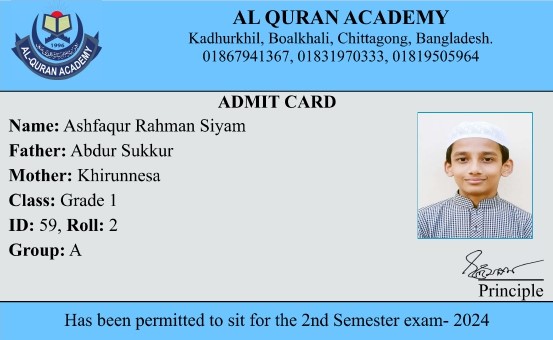 AL QURAN ACADEMY
Kadhurkhil, Boalkhali, Chittagong, Bangladesh.
01867941367, 01831970333, 01819505964
1996
AL-QURAN ACADEMY
ADMIT CARD
Name: Ashfaqur Rahman Siyam
Father: Abdur Sukkur
Mother: Khirunnesa
Class: Grade 1
ID: 59, Roll: 2
Group: A
Principle
Has been permitted to sit for the 2nd Semester exam- 2024